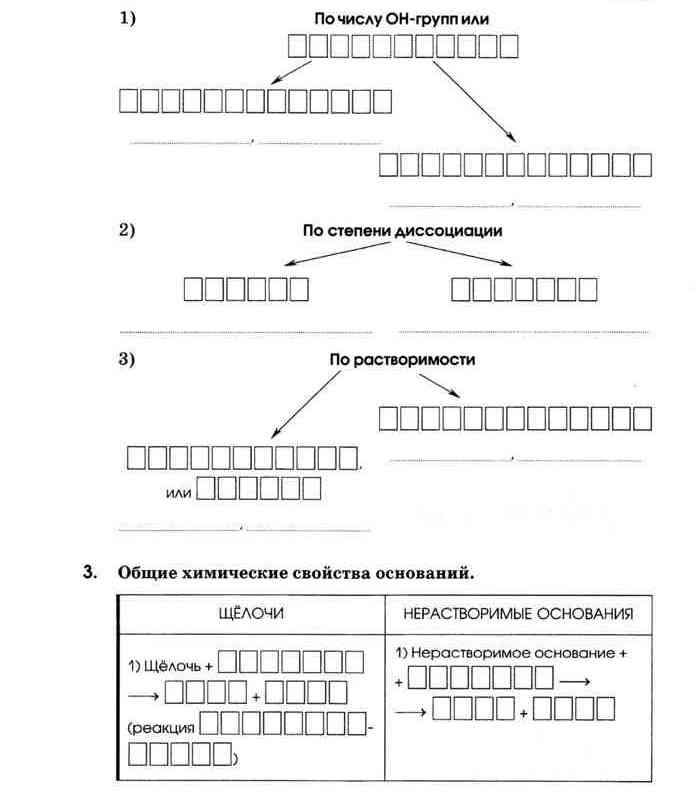 1) По числу ОН-групп или
,
,
2) По степени диссоциации
3) По растворимости
,
или
,
,
3. Общие химические свойства оснований.
ЩЁЛОЧИ НЕРАСТВОРИМЫЕ ОСНОВАНИЯ
1) Щёлочь +
⟶ +
(реакция -
)
1) Нерастворимое основание +
+ ⟶
⟶ +